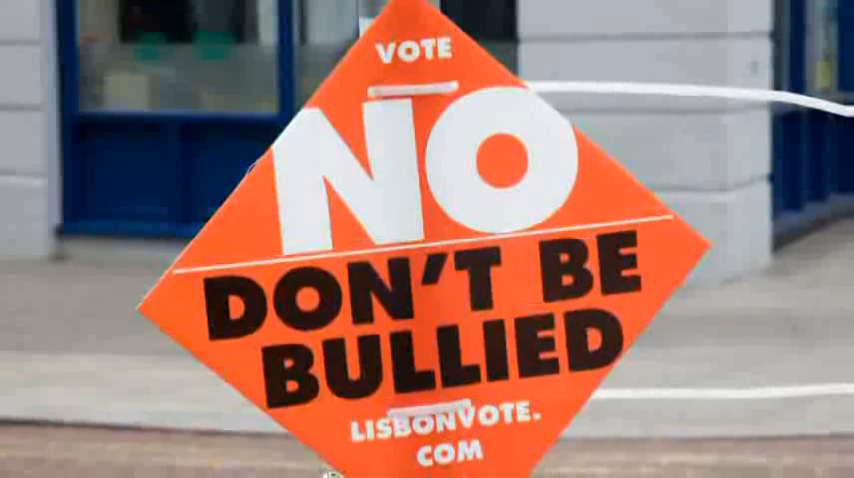 VOTE
NO
DON'T BE
BULLIED
LISBONVOTE.
COM